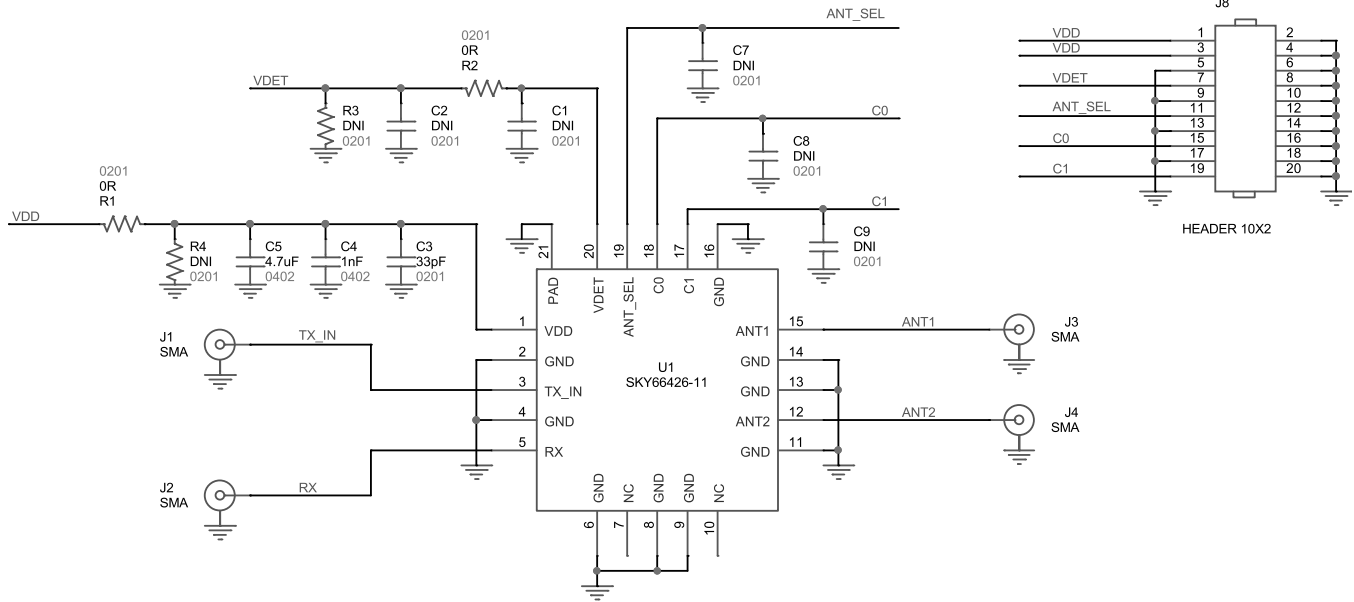 ANT_SEL
J8
0201
0R
R2
C7
DNI
0201
VDET
R3
DNI
0201
C2
DNI
0201
C1
DNI
0201
C0
C8
DNI
0201
VDD 1 2
VDD 3 4
5 6
VDET 7 8
9 10
ANT_SEL 11 12
13 14
C0 15 16
17 18
C1 19 20
HEADER 10X2
0201
0R
R1
VDD
R4
DNI
0201
C5
4.7uF
0402
C4
1nF
0402
C3
33pF
0201
C1
C9
DNI
0201
21 20 19 18 17 16
PAD VDET ANT_SEL C0 C1 GND
J1
SMA
TX_IN
1 VDD
2 GND
3 TX_IN
4 GND
5 RX
U1
SKY66426-11
ANT1 15 ANT1
GND 14
GND 13
ANT2 12 ANT2
GND 11
J3
SMA
J4
SMA
J2
SMA
RX
GND NC GND GND NC
6 7 8 9 10